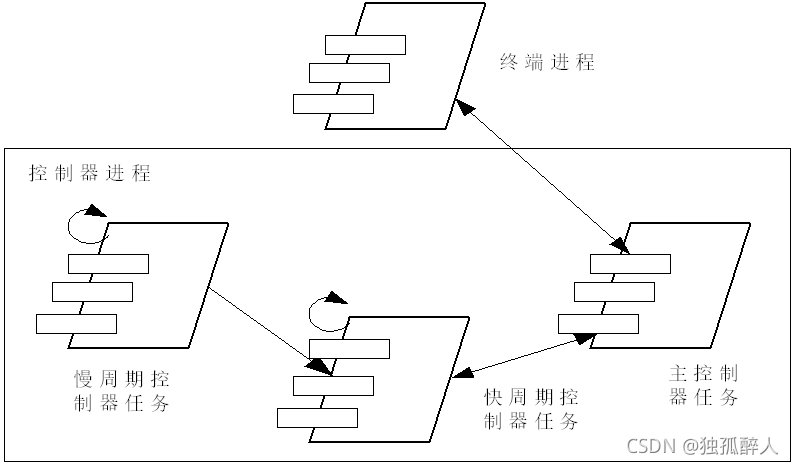 终端进程
控制器进程
慢周期控
制器任务
快周期控
制器任务
主控制
器任务
CSDN @独孤醉人